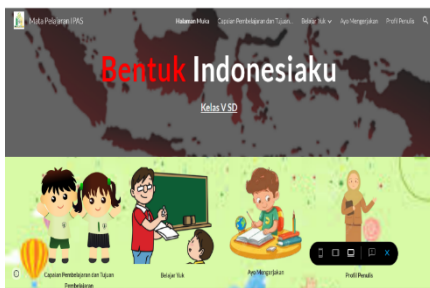 Mata Pelajaran IPAS
Halaman Muka Capaian Pembelajaran dan Tujuan... Belajar Yuk Ayo Mengerjakan Profil Penulis
Bentuk Indonesiaku
Kelas V SD
Capaian Pembelajaran dan Tujuan
Pembelajaran
Belajar Yuk
Ayo Mengerjakan
Profil Penulis